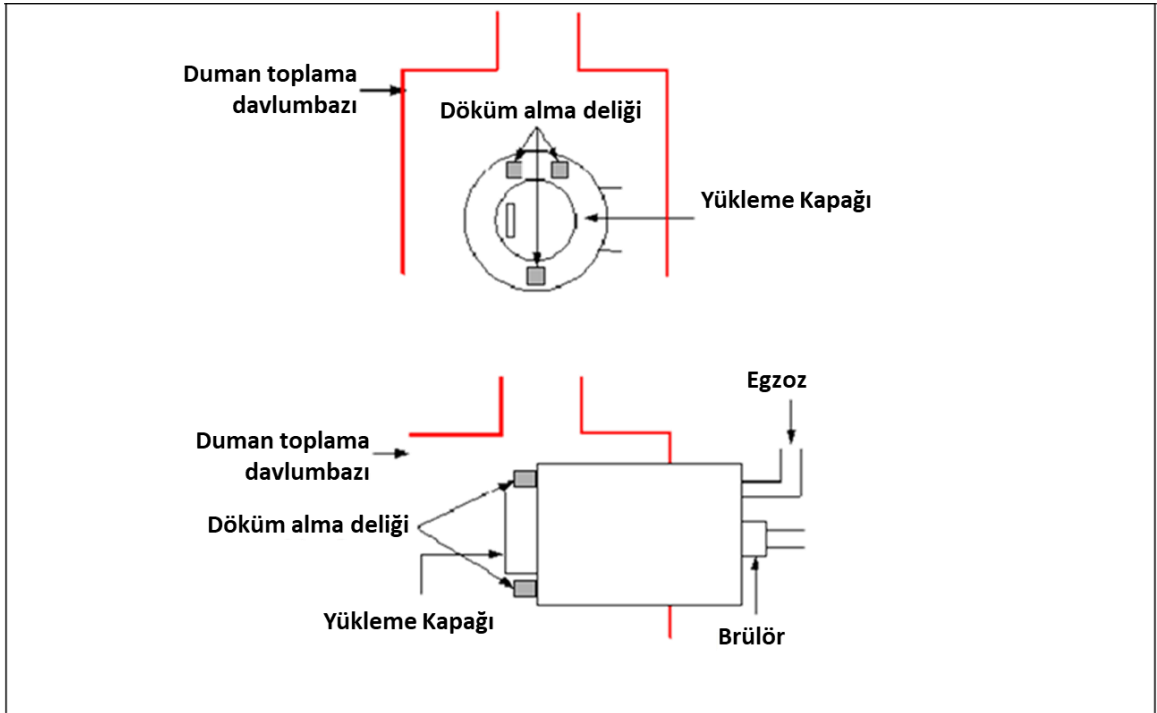 Duman toplama
davlumbazı
Döküm alma deliği
Yükleme Kapağı
Egzoz
Duman toplama
davlumbazı
Döküm alma deliği
Yükleme Kapağı
Brülör